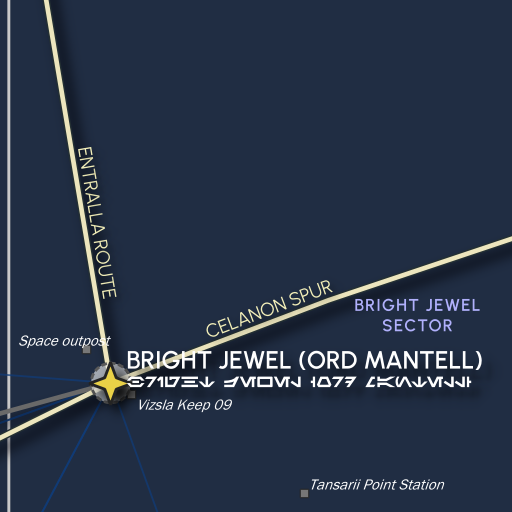 ENTRALLA ROUTE
CELANON SPUR
BRIGHT JEWEL
SECTOR
Space outpost
BRIGHT JEWEL (ORD MANTELL)
Vizsla Keep 09
Tansarii Point Station